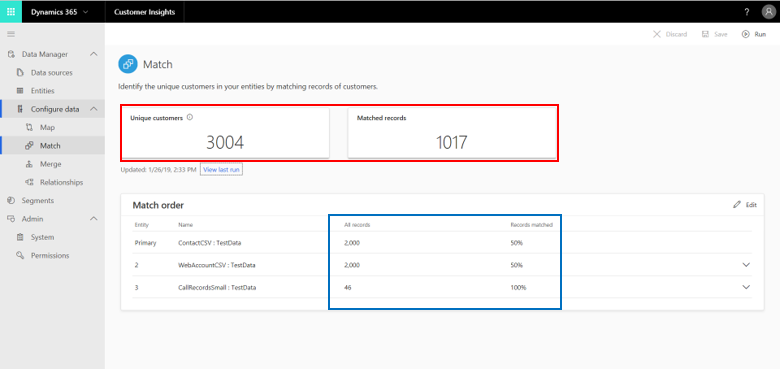 Dynamics 365 Customer Insights ?
Discard Save Run
Data Manager
Data sources
Entities
Configure data
Map
Match
Merge
Relationships
Segments
Admin
System
Permissions
Match
Identify the unique customers in your entities by matching records of customers.
Unique customers Matched records
3004 1017
Updated: 1/26/19, 2:33 PM View last run
Match order Edit
Entity Name All records Records matched
Primary ContactCSV : TestData 2,000 50%
2 WebAccountCSV : TestData 2,000 50%
3 CallRecordsSmall : TestData 46 100%